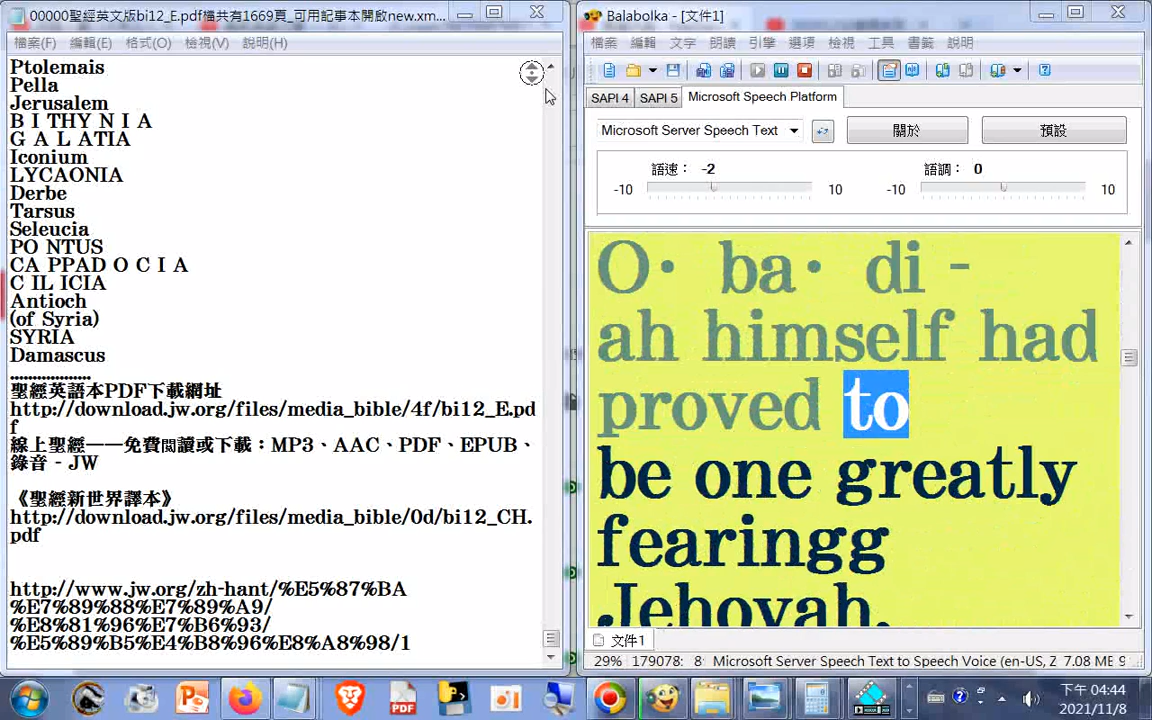 00000聖經英文版bi12_E.pdf檔共有1669頁_可用記事本開啟new.xm...
檔案(F) 編輯(E) 格式(O) 檢視(V) 說明(H)
Ptolemais
Pella
Jerusalem
B I THY N I A
G A L ATIA
Iconium
LYCAONIA
Derbe
Tarsus
Seleucia
PO NTUS
CA PPAD O C I A
C IL ICIA
Antioch
(of Syria)
SYRIA
Damascus
..................
聖經英語本PDF下載網址
http://download.jw.org/files/media_bible/4f/bi12_E.pd
f
線上聖經——免費閱讀或下載：MP3、AAC、PDF、EPUB、
錄音 - JW
《聖經新世界譯本》
http://download.jw.org/files/media_bible/0d/bi12_CH.
pdf
http://www.jw.org/zh-hant/%E5%87%BA
%E7%89%88%E7%89%A9/
%E8%81%96%E7%B6%93/
%E5%89%B5%E4%B8%96%E8%A8%98/1
Balabolka - [文件1]
檔案 編輯 文字 朗讀 引擎 選項 檢視 工具 書籤 說明
SAPI 4 SAPI 5 Microsoft Speech Platform
Microsoft Server Speech Text 關於 預設
語速： -2 語調： 0
-10 10 -10 10
O· ba· di -
ah himself had
proved to
be one greatly
fearingg
Jehovah.
文件1
29% 179078: 8 Microsoft Server Speech Text to Speech Voice (en-US, Z 7.08 MB 9
PDF
下午 04:44
2021/11/8